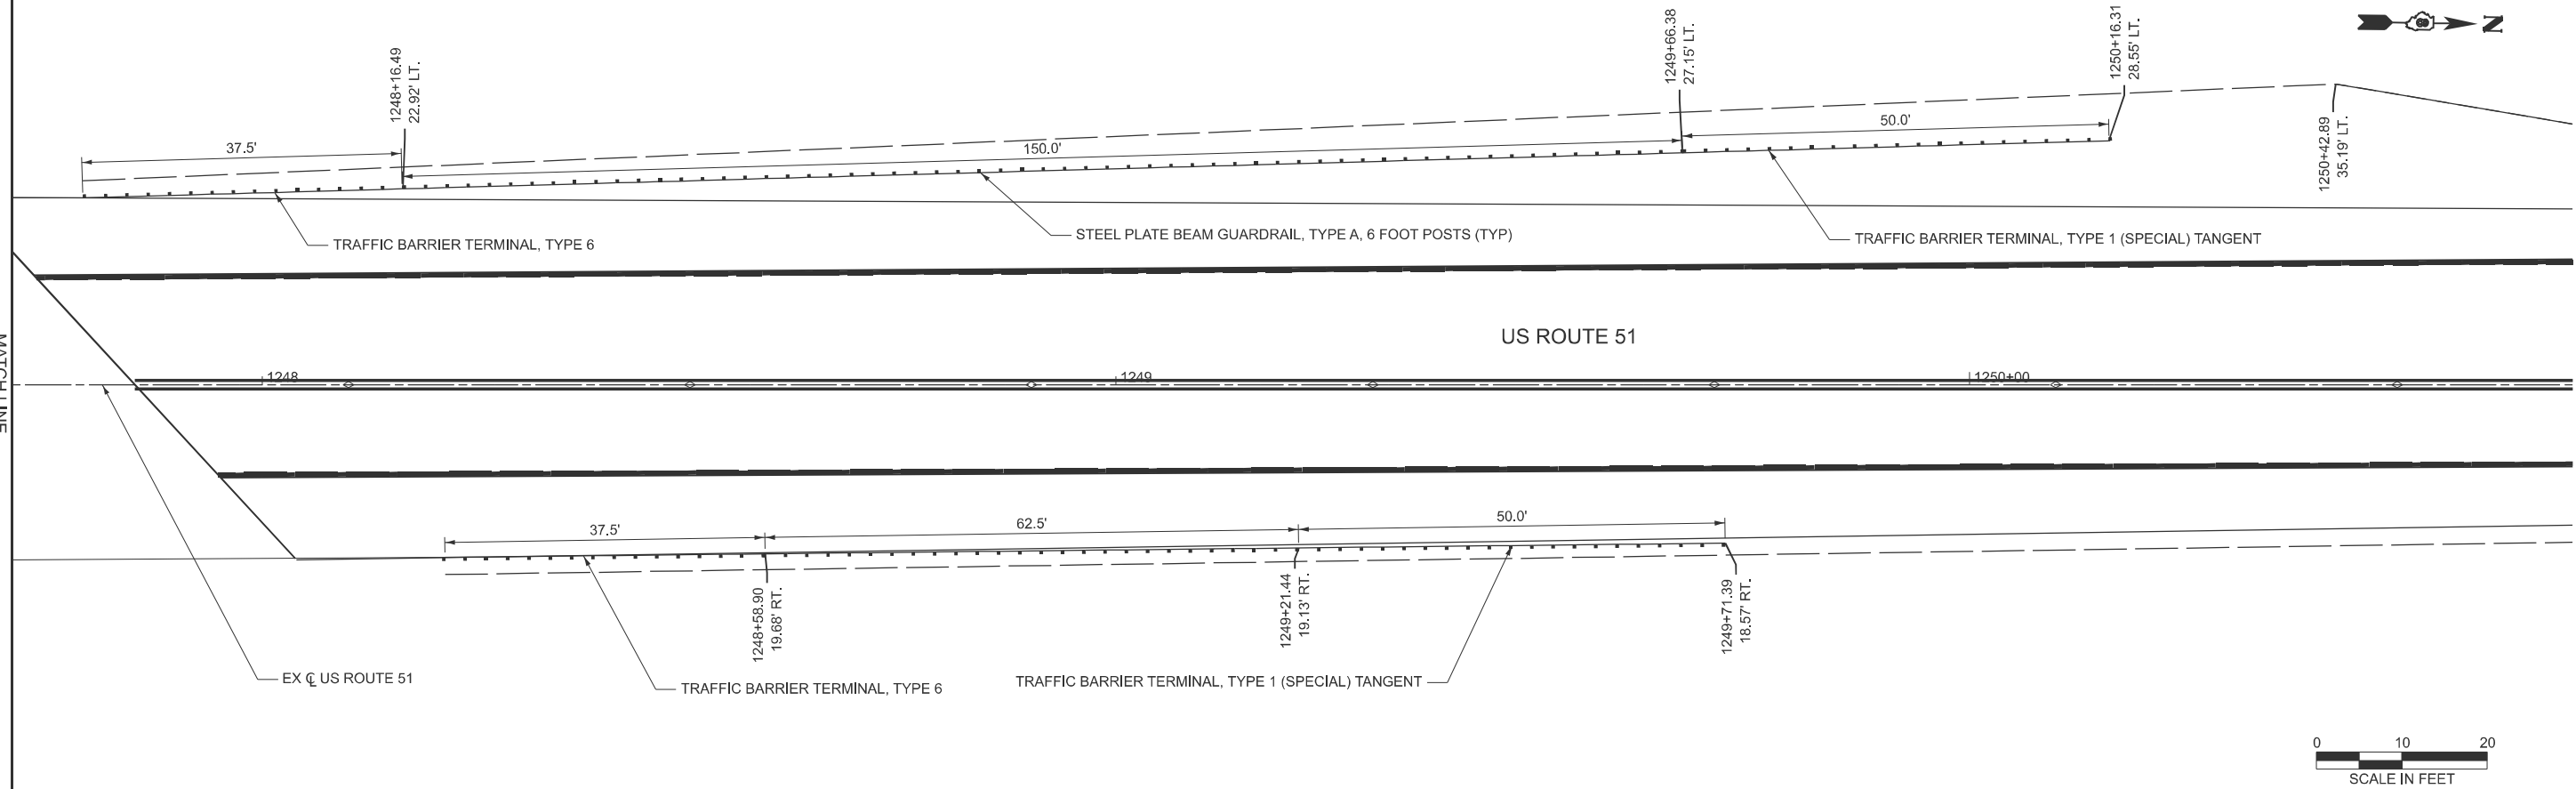 1248+16.49
22.92' LT.
1249+66.38
27.15' LT.
1250+16.31
28.55' LT.
N
37.5'
150.0'
50.0'
1250+42.89
35.19' LT.
TRAFFIC BARRIER TERMINAL, TYPE 6
STEEL PLATE BEAM GUARDRAIL, TYPE A, 6 FOOT POSTS (TYP)
TRAFFIC BARRIER TERMINAL, TYPE 1 (SPECIAL) TANGENT
US ROUTE 51
MATCH LINE
1248
1249
1250+00
37.5'
62.5'
50.0'
1248+58.90
19.68' RT.
1249+21.44
19.13' RT.
1249+71.39
18.57' RT.
EX ℄ US ROUTE 51
TRAFFIC BARRIER TERMINAL, TYPE 6
TRAFFIC BARRIER TERMINAL, TYPE 1 (SPECIAL) TANGENT
0 10 20
SCALE IN FEET